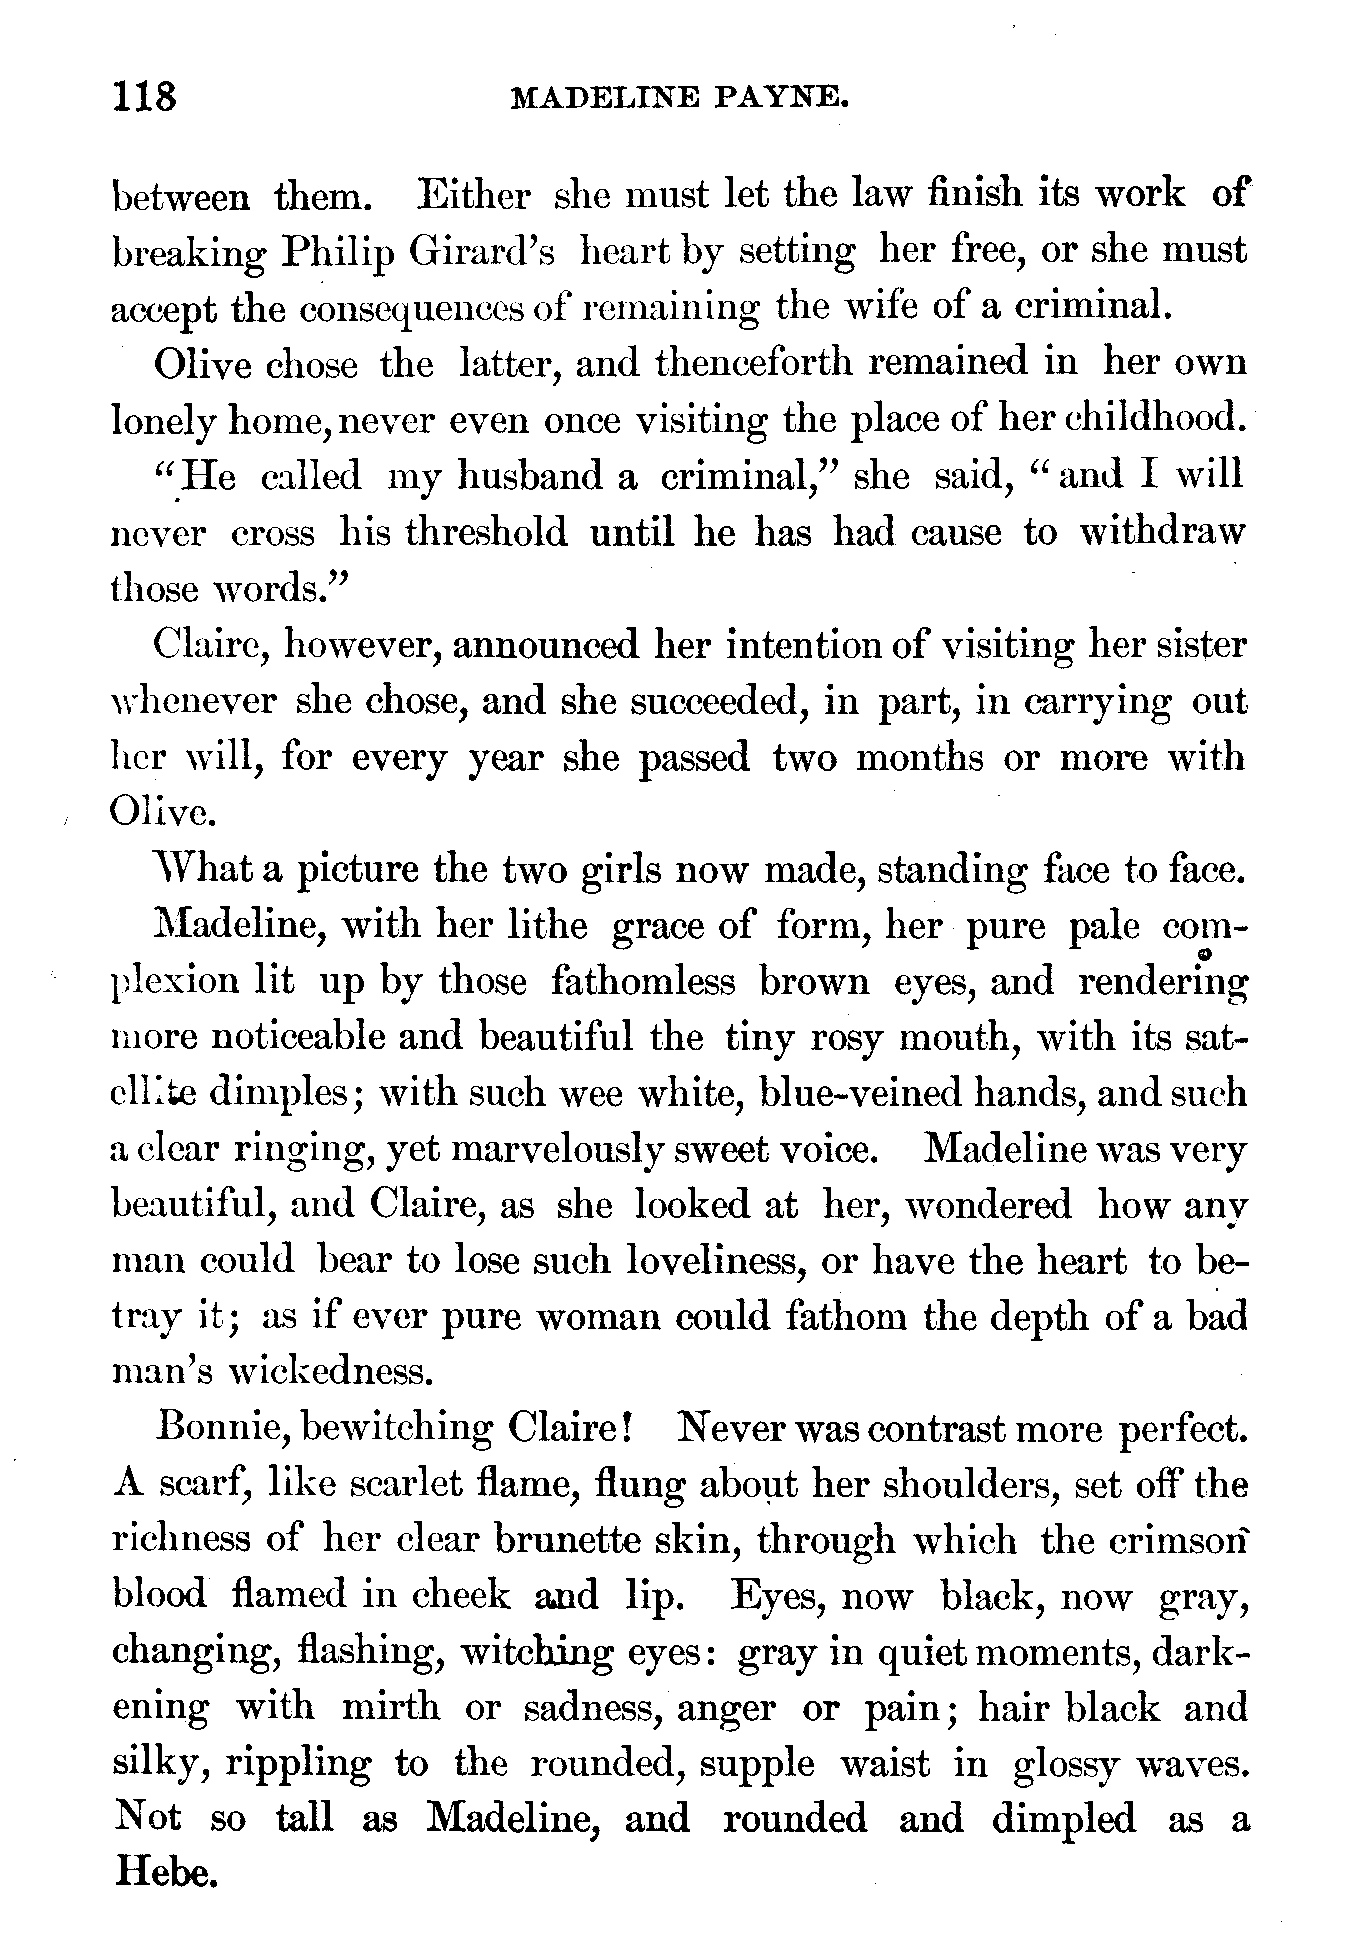 118 MADELINE PAYNE.
between them. Either she must let the law finish its work of
breaking Philip Girard's heart by setting her free, or she must
accept the consequences of remaining the wife of a criminal.
Olive chose the latter, and thenceforth remained in her own
lonely home, never even once visiting the place of her childhood.
"He called my husband a criminal," she said, "and I will
never cross his threshold until he has had cause to withdraw
those words."
Claire, however, announced her intention of visiting her sister
whenever she chose, and she succeeded, in part, in carrying out
her will, for every year she passed two months or more with
Olive.
What a picture the two girls now made, standing face to face.
Madeline, with her lithe grace of form, her pure pale com-
plexion lit up by those fathomless brown eyes, and rendering
more noticeable and beautiful the tiny rosy mouth, with its sat-
ellite dimples; with such wee white, blue-veined hands, and such
a clear ringing, yet marvelously sweet voice. Madeline was very
beautiful, and Claire, as she looked at her, wondered how any
man could bear to lose such loveliness, or have the heart to be-
tray it; as if ever pure woman could fathom the depth of a bad
man's wickedness.
Bonnie, bewitching Claire! Never was contrast more perfect.
A scarf, like scarlet flame, flung about her shoulders, set off the
richness of her clear brunette skin, through which the crimson
blood flamed in cheek and lip. Eyes, now black, now gray,
changing, flashing, witching eyes: gray in quiet moments, dark-
ening with mirth or sadness, anger or pain; hair black and
silky, rippling to the rounded, supple waist in glossy waves.
Not so tall as Madeline, and rounded and dimpled as a
Hebe.